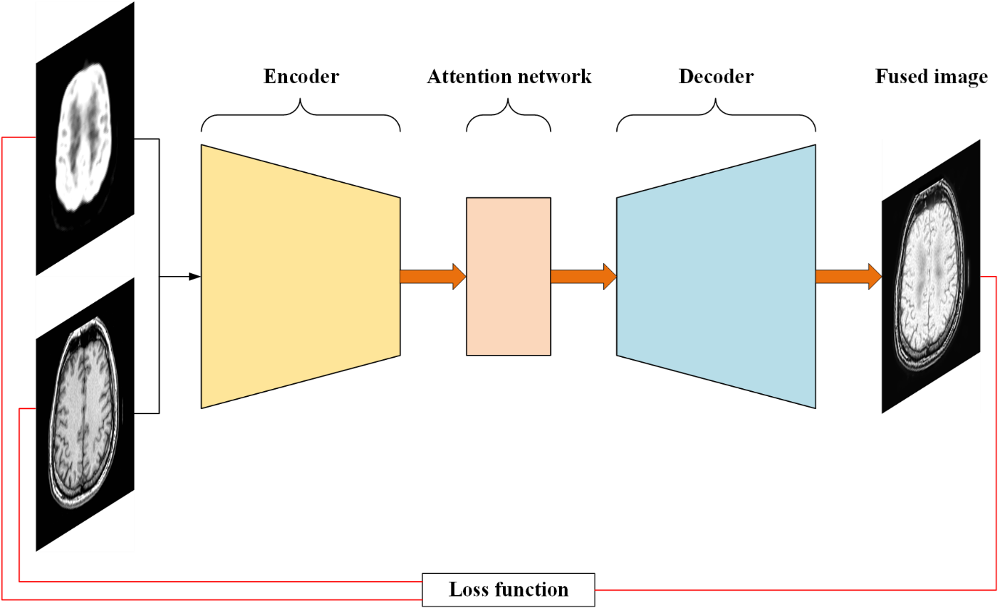 Encoder
Attention network
Decoder
Fused image
Loss function